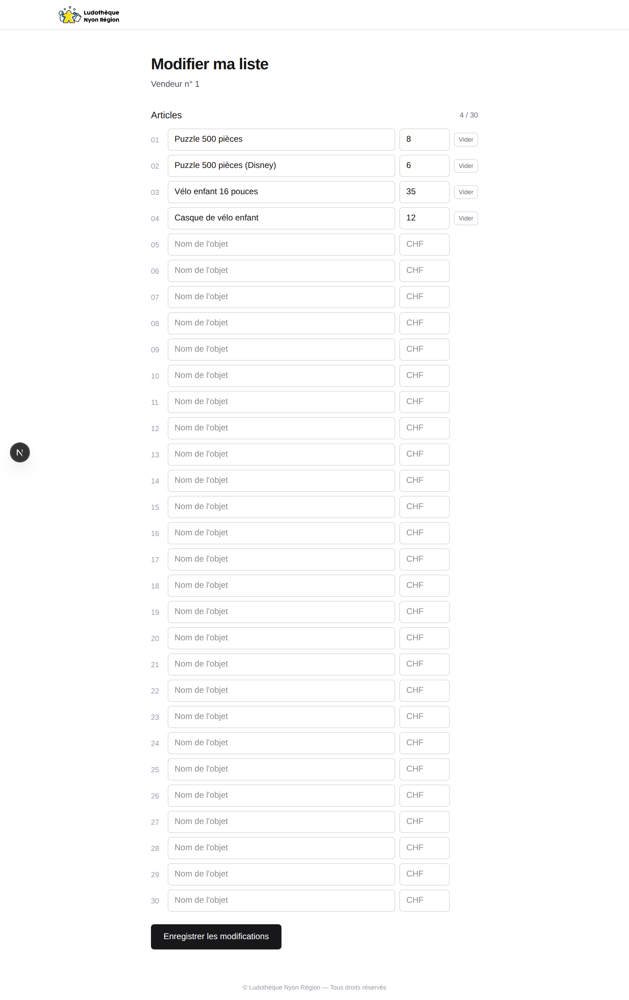 Ludothèque
Nyon Région
Modifier ma liste
Vendeur n° 1
Articles 4 / 30
01 Puzzle 500 pièces 8 Vider
02 Puzzle 500 pièces (Disney) 6 Vider
03 Vélo enfant 16 pouces 35 Vider
04 Casque de vélo enfant 12 Vider
05 Nom de l'objet CHF
06 Nom de l'objet CHF
07 Nom de l'objet CHF
08 Nom de l'objet CHF
09 Nom de l'objet CHF
10 Nom de l'objet CHF
11 Nom de l'objet CHF
12 Nom de l'objet CHF
13 Nom de l'objet CHF
N
14 Nom de l'objet CHF
15 Nom de l'objet CHF
16 Nom de l'objet CHF
17 Nom de l'objet CHF
18 Nom de l'objet CHF
19 Nom de l'objet CHF
20 Nom de l'objet CHF
21 Nom de l'objet CHF
22 Nom de l'objet CHF
23 Nom de l'objet CHF
24 Nom de l'objet CHF
25 Nom de l'objet CHF
26 Nom de l'objet CHF
27 Nom de l'objet CHF
28 Nom de l'objet CHF
29 Nom de l'objet CHF
30 Nom de l'objet CHF
Enregistrer les modifications
© Ludothèque Nyon Région — Tous droits réservés